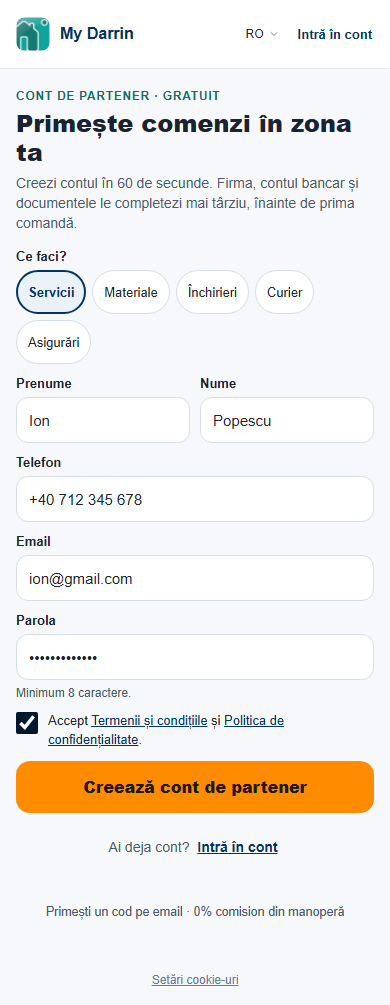 My Darrin
RO
Intră în cont
CONT DE PARTENER · GRATUIT
Primește comenzi în zona
ta
Creezi contul în 60 de secunde. Firma, contul bancar și
documentele le completezi mai târziu, înainte de prima
comandă.
Ce faci?
Servicii
Materiale
Închirieri
Curier
Asigurări
Prenume
Nume
Ion
Popescu
Telefon
+40 712 345 678
Email
ion@gmail.com
Parola
•••••••••••••
Minimum 8 caractere.
Accept Termenii și condițiile și Politica de
confidențialitate.
Creează cont de partener
Ai deja cont? Intră în cont
Primești un cod pe email · 0% comision din manoperă
Setări cookie-uri